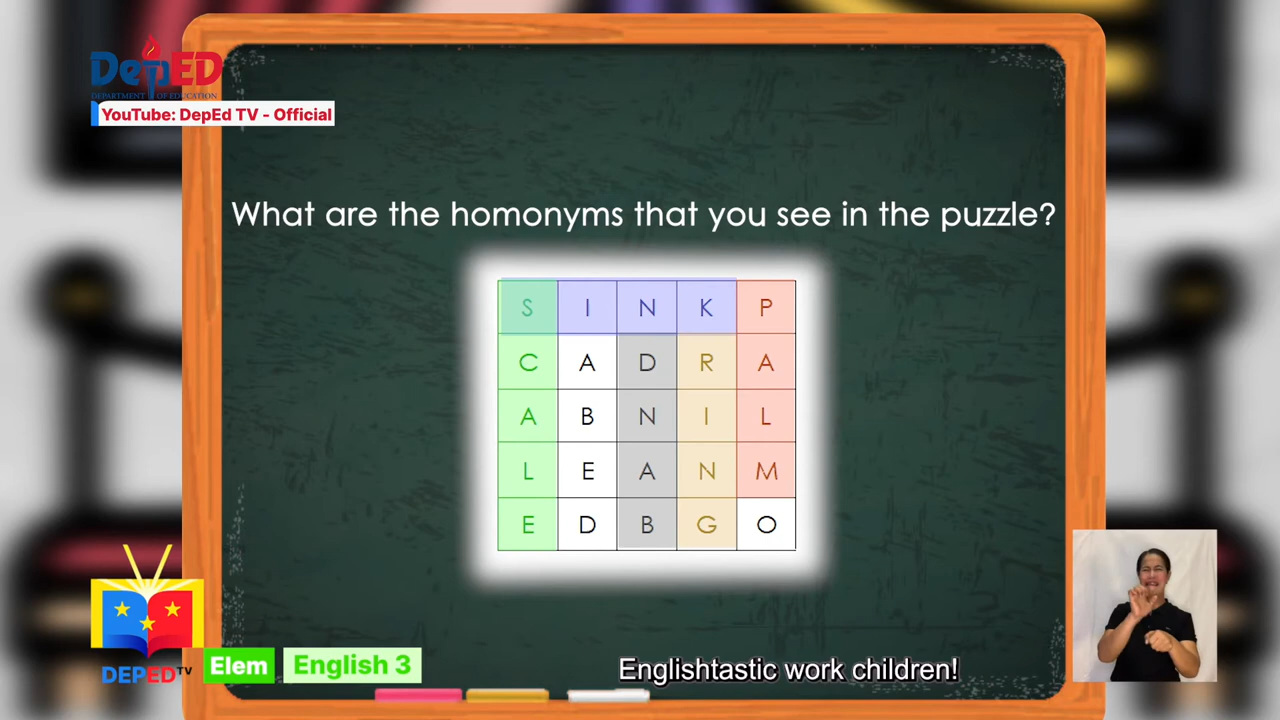 DepED
DEPARTMENT OF EDUCATION
YouTube: DepEd TV - Official
What are the homonyms that you see in the puzzle?
S I N K P
C A D R A
A B N I L
L E A N M
E D B G O
DEPED TV
Elem English 3
Englishtastic work children!